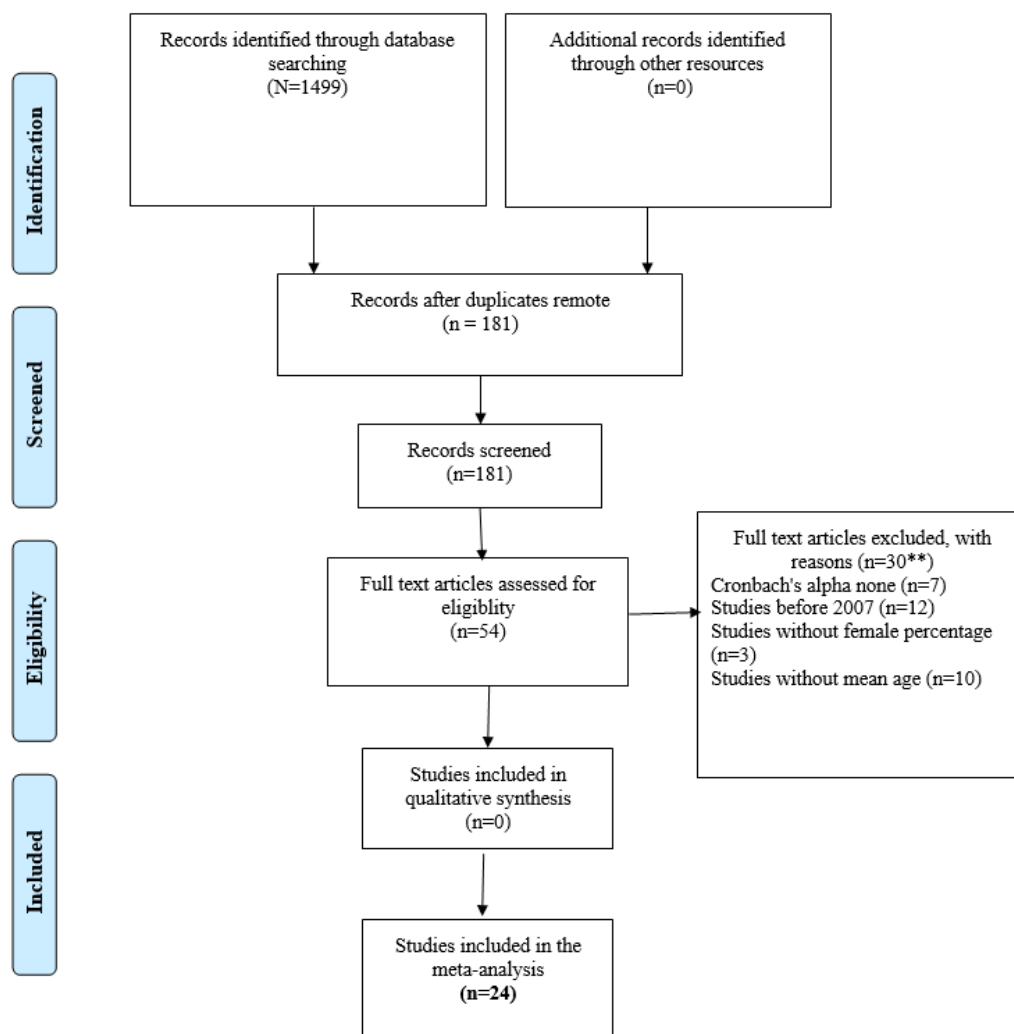 Identification
Records identified through database
searching
(N=1499)
Additional records identified
through other resources
(n=0)
Records after duplicates remote
(n = 181)
Screened
Records screened
(n=181)
Eligibility
Full text articles assessed for
eligiblity
(n=54)
Full text articles excluded, with
reasons (n=30**)
Cronbach's alpha none (n=7)
Studies before 2007 (n=12)
Studies without female percentage
(n=3)
Studies without mean age (n=10)
Included
Studies included in
qualitative synthesis
(n=0)
Studies included in the
meta-analysis
(n=24)